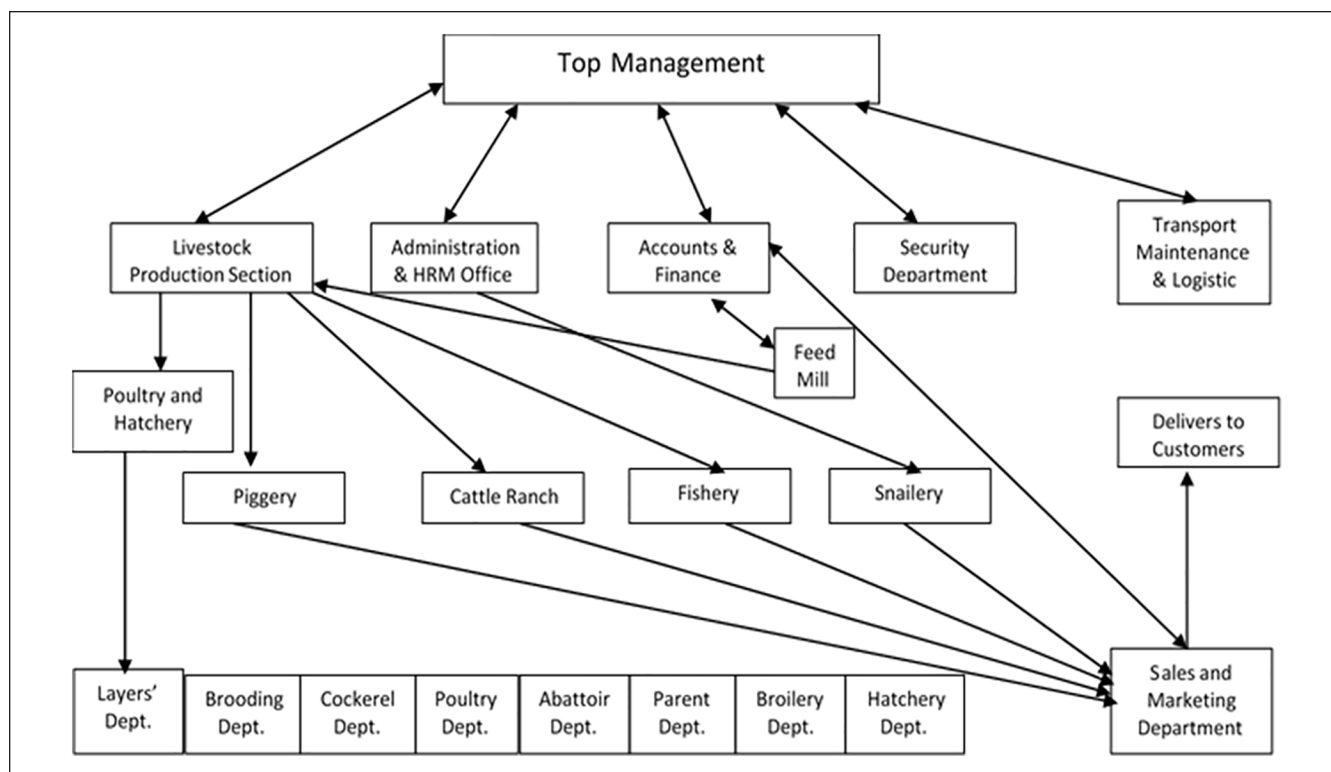 Top Management
Livestock
Production Section
Administration
& HRM Office
Accounts &
Finance
Security
Department
Transport
Maintenance
& Logistic
Feed
Mill
Poultry and
Hatchery
Delivers to
Customers
Piggery
Cattle Ranch
Fishery
Snailery
Layers’
Dept.
Brooding
Dept.
Cockerel
Dept.
Poultry
Dept.
Abattoir
Dept.
Parent
Dept.
Broilery
Dept.
Hatchery
Dept.
Sales and
Marketing
Department